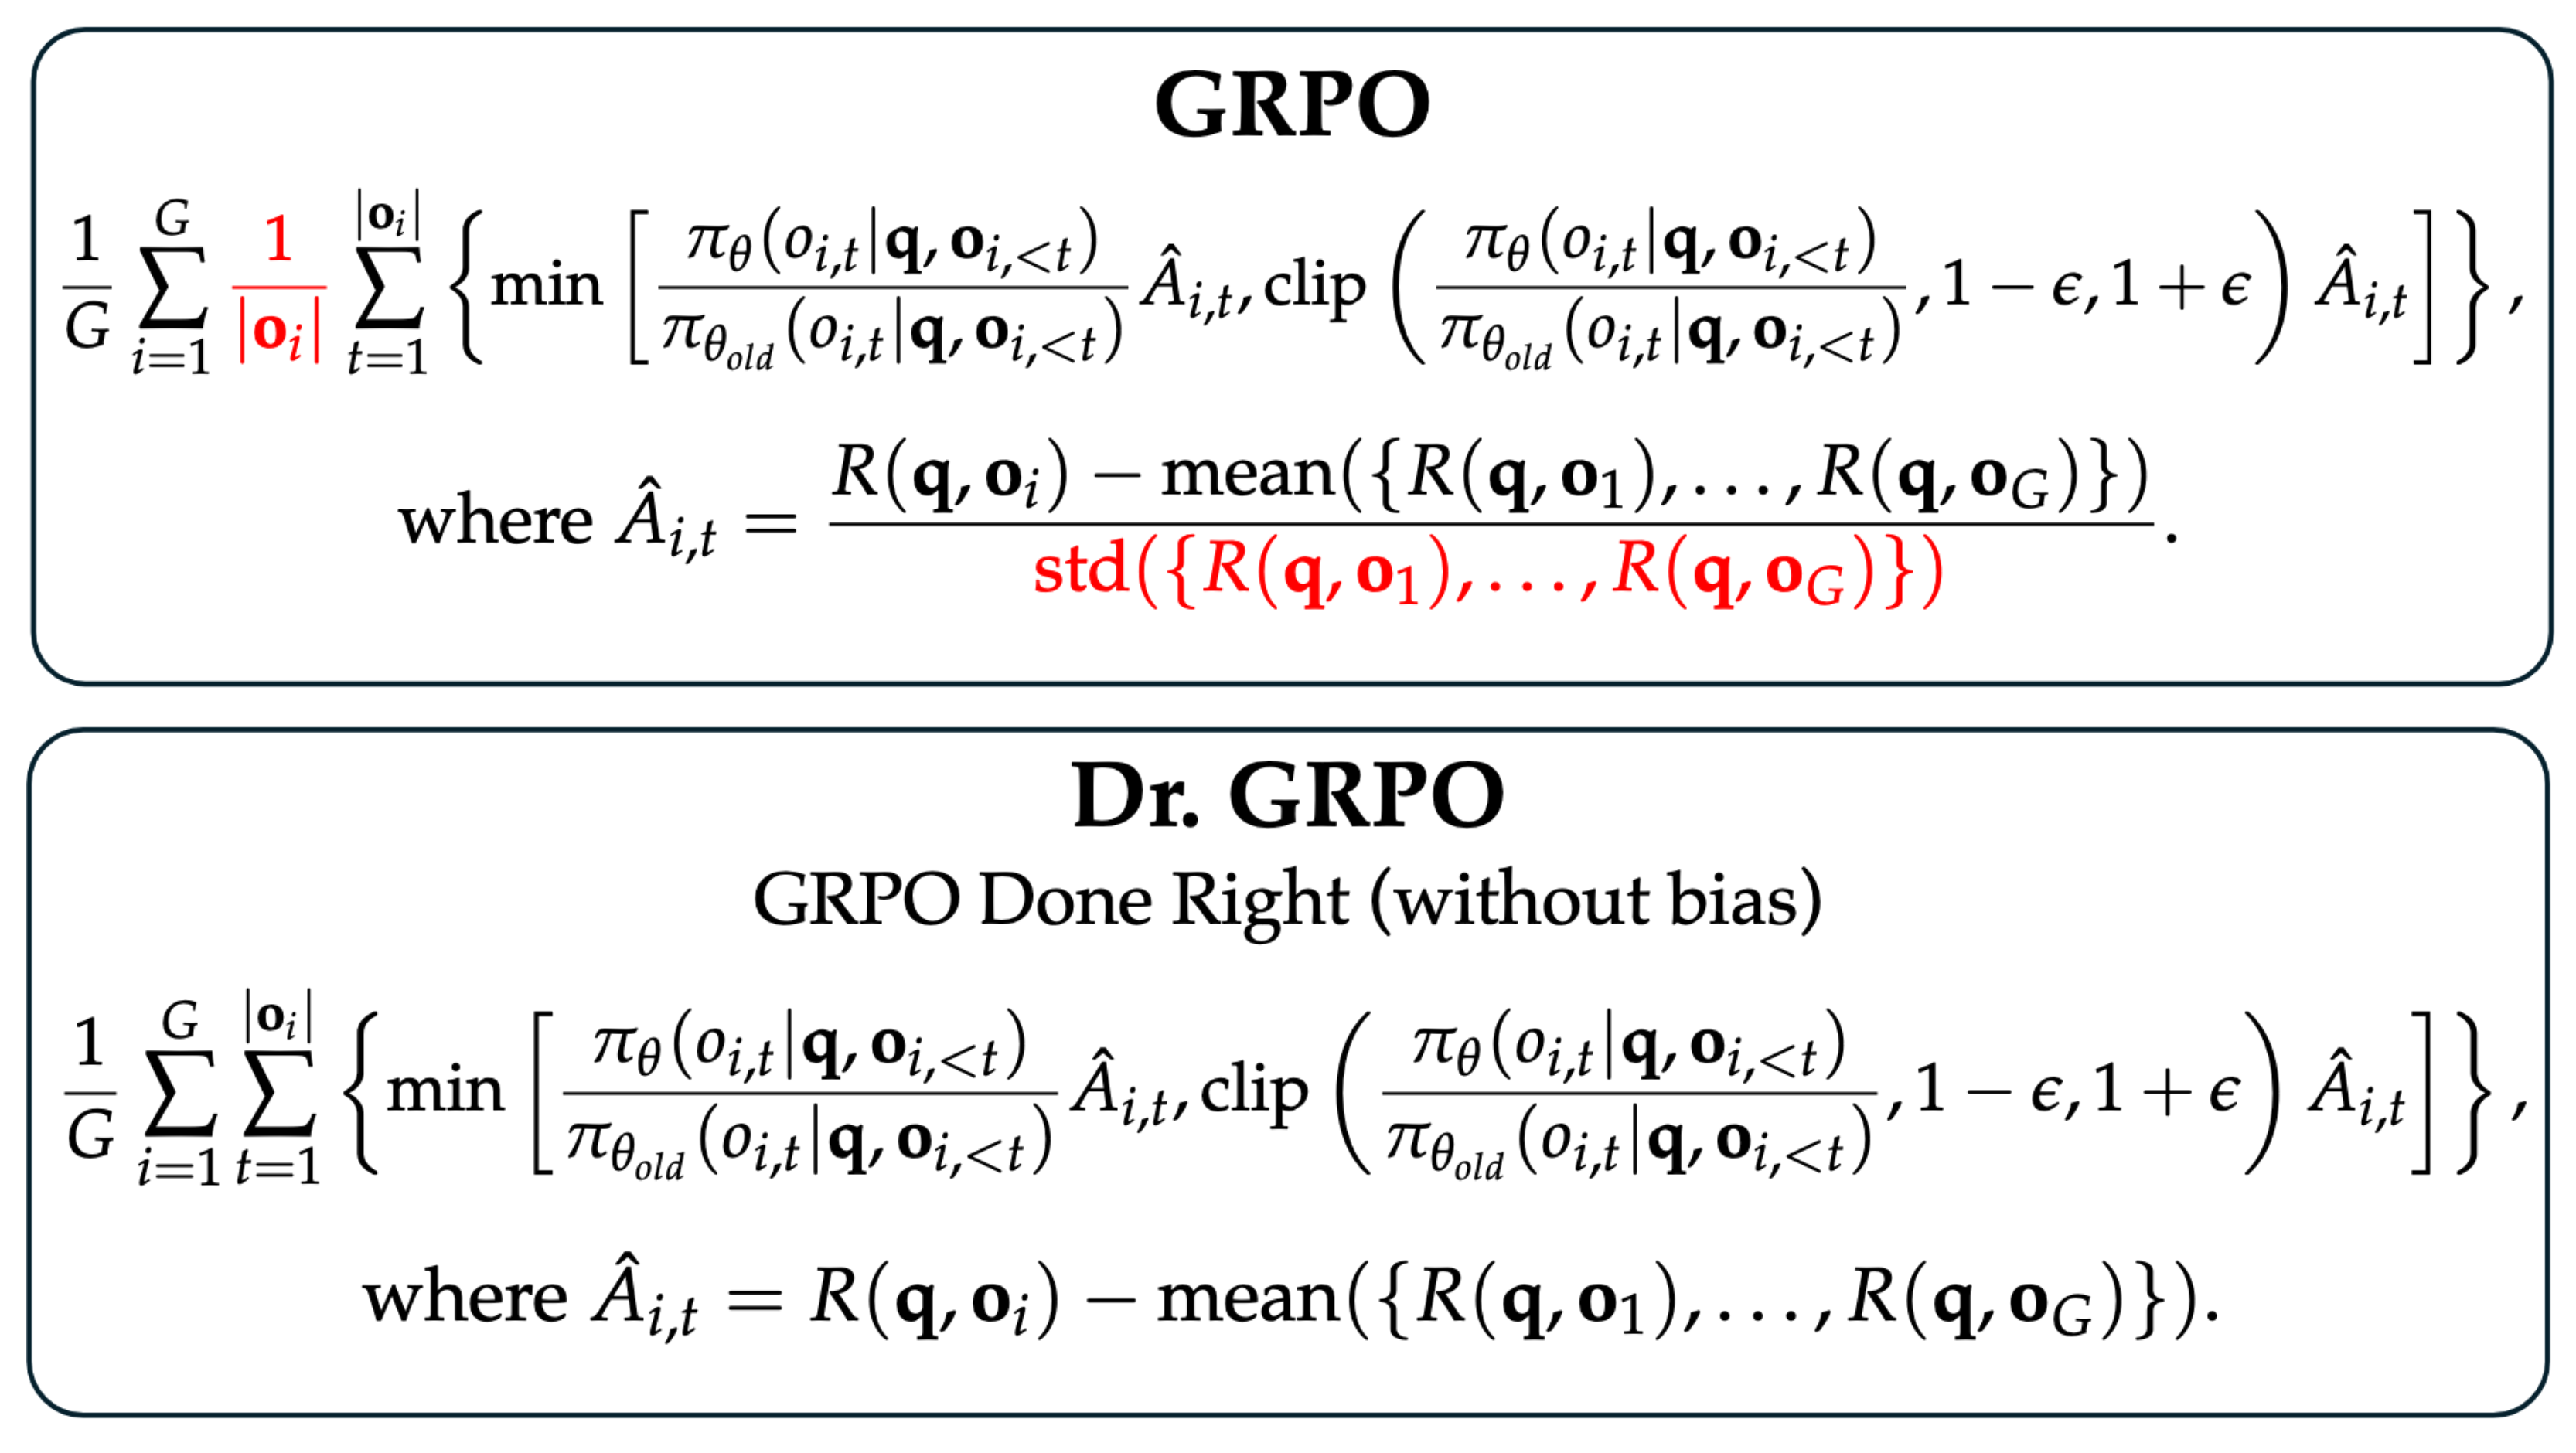 GRPO
$\frac{1}{G} \sum_{i=1}^{G} \frac{1}{|\mathbf{o}_i|} \sum_{t=1}^{|\mathbf{o}_i|} \left\{ \min \left[ \frac{\pi_\theta(o_{i,t}|\mathbf{q}, \mathbf{o}_{i,<t})}{\pi_{\theta_{old}}(o_{i,t}|\mathbf{q}, \mathbf{o}_{i,<t})} \hat{A}_{i,t}, \text{clip} \left( \frac{\pi_\theta(o_{i,t}|\mathbf{q}, \mathbf{o}_{i,<t})}{\pi_{\theta_{old}}(o_{i,t}|\mathbf{q}, \mathbf{o}_{i,<t})}, 1 - \epsilon, 1 + \epsilon \right) \hat{A}_{i,t} \right] \right\},$
where $\hat{A}_{i,t} = \frac{R(\mathbf{q}, \mathbf{o}_i) - \text{mean}(\{R(\mathbf{q}, \mathbf{o}_1), \ldots, R(\mathbf{q}, \mathbf{o}_G)\})}{\text{std}(\{R(\mathbf{q}, \mathbf{o}_1), \ldots, R(\mathbf{q}, \mathbf{o}_G)\})}.$
Dr. GRPO
GRPO Done Right (without bias)
$\frac{1}{G} \sum_{i=1}^{G} \sum_{t=1}^{|\mathbf{o}_i|} \left\{ \min \left[ \frac{\pi_\theta(o_{i,t}|\mathbf{q}, \mathbf{o}_{i,<t})}{\pi_{\theta_{old}}(o_{i,t}|\mathbf{q}, \mathbf{o}_{i,<t})} \hat{A}_{i,t}, \text{clip} \left( \frac{\pi_\theta(o_{i,t}|\mathbf{q}, \mathbf{o}_{i,<t})}{\pi_{\theta_{old}}(o_{i,t}|\mathbf{q}, \mathbf{o}_{i,<t})}, 1 - \epsilon, 1 + \epsilon \right) \hat{A}_{i,t} \right] \right\},$
where $\hat{A}_{i,t} = R(\mathbf{q}, \mathbf{o}_i) - \text{mean}(\{R(\mathbf{q}, \mathbf{o}_1), \ldots, R(\mathbf{q}, \mathbf{o}_G)\}).$